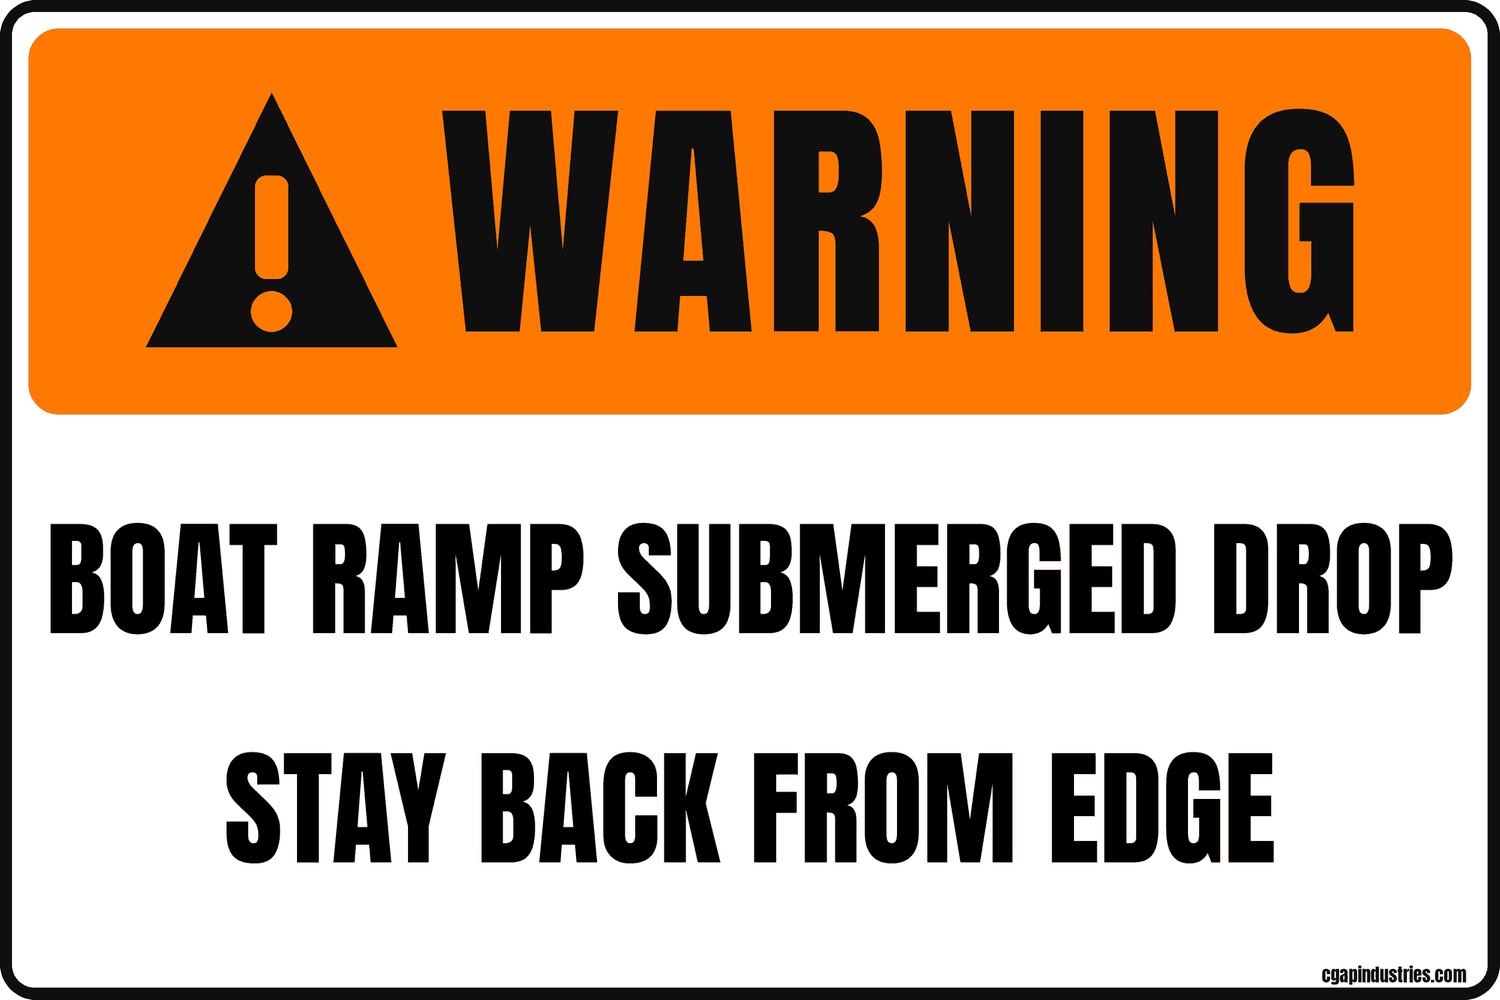 WARNING
BOAT RAMP SUBMERGED DROP
STAY BACK FROM EDGE
cgapindustries.com